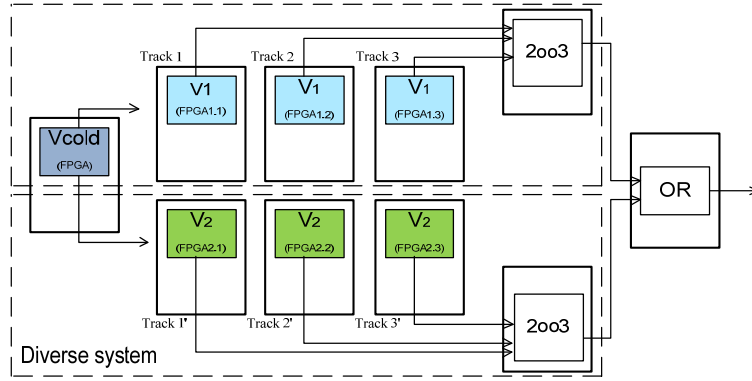 Track 1
Track 2
Track 3
2oo3
V1
(FPGA1.1)
V1
(FPGA1.2)
V1
(FPGA1.3)
Vcold
(FPGA)
OR
V2
(FPGA2.1)
V2
(FPGA2.2)
V2
(FPGA2.3)
Track 1'
Track 2'
Track 3'
2oo3
Diverse system